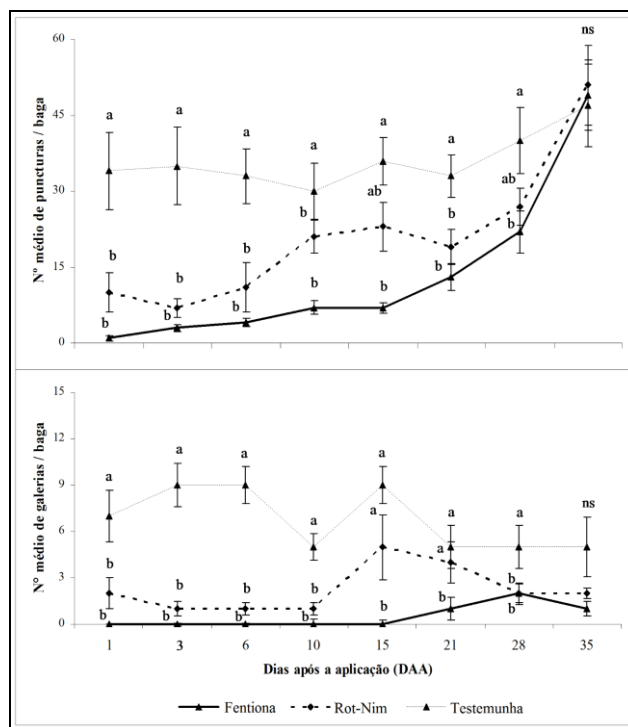 Nº médio de puncturas / baga
60
45
30
15
0
a a a a a a a ns
b b b b ab b ab
b b b b b b b
Nº médio de galerias / baga
15
12
9
6
3
0
a a a a a a a ns
b b b b a a b
b b b b b b b
1 3 6 10 15 21 28 35
Dias após a aplicação (DAA)
Fentiona Rot-Nim Testemunha